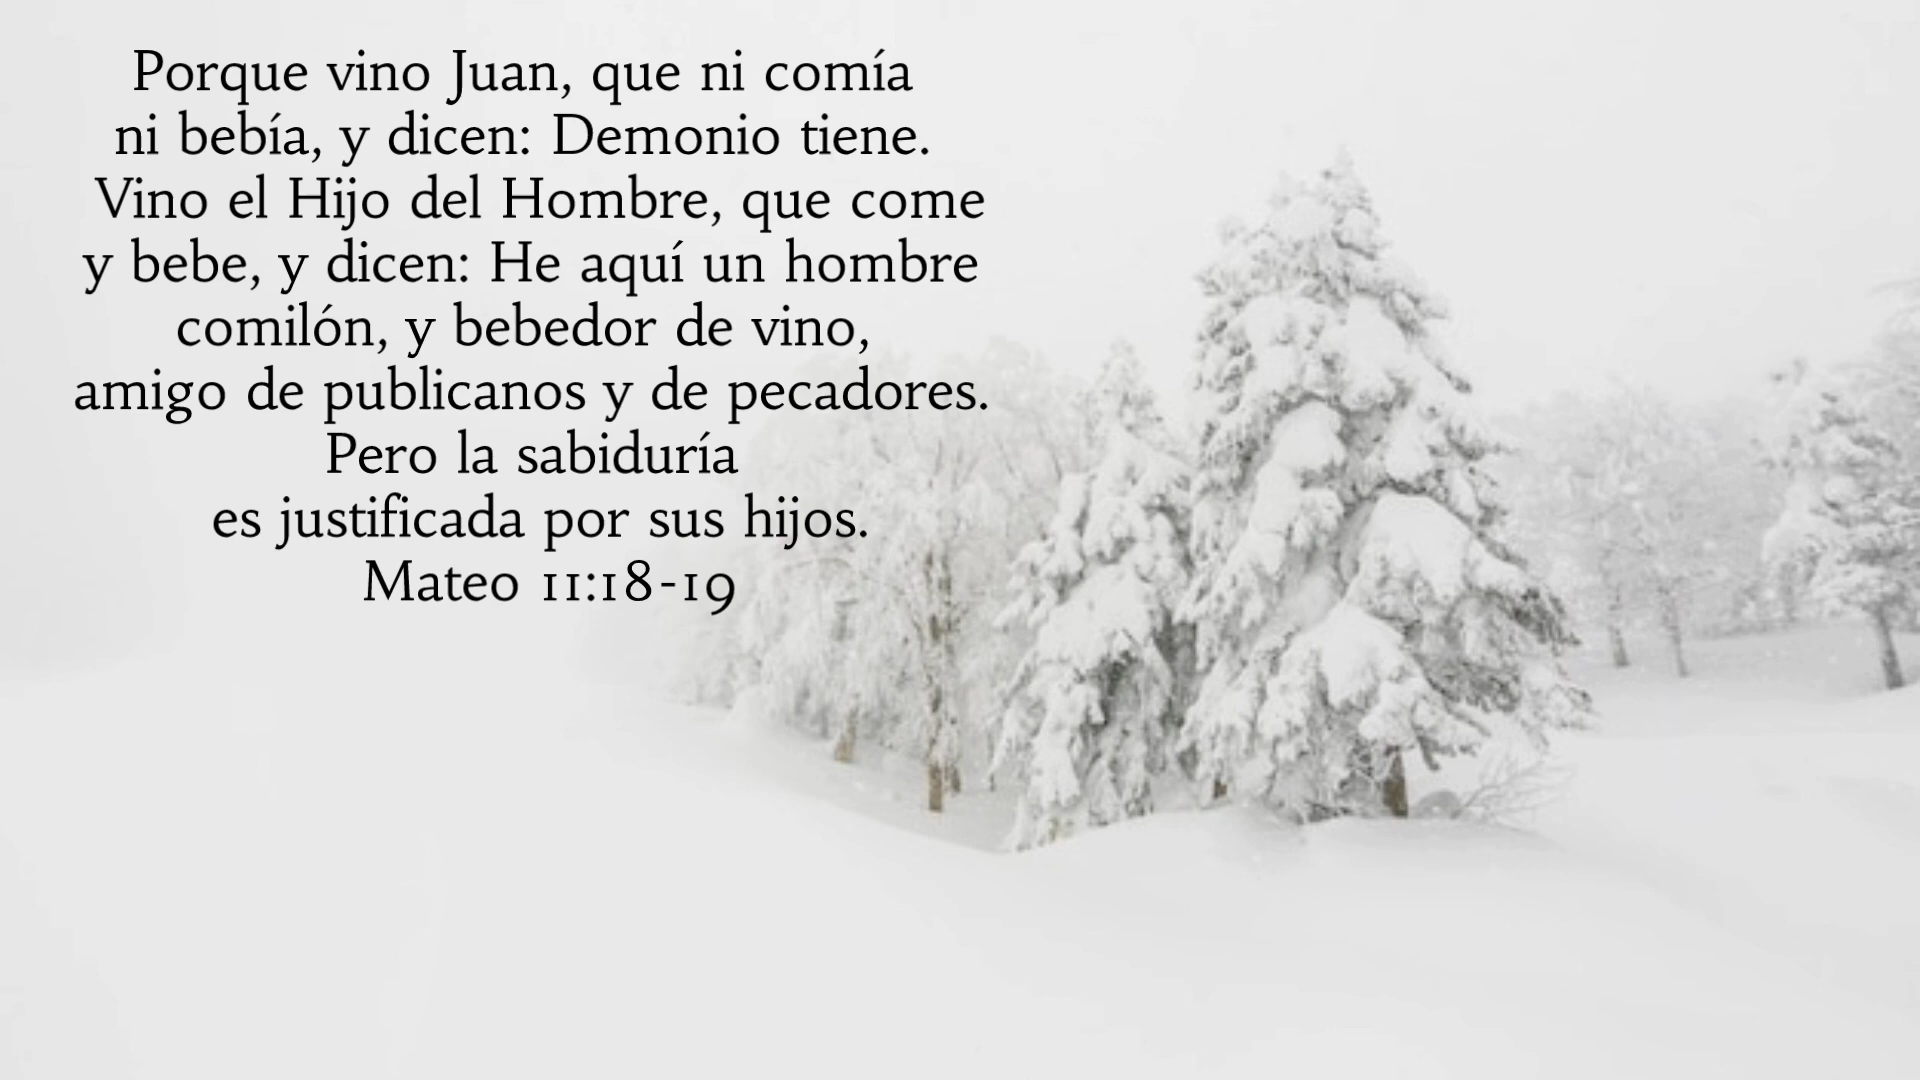 Porque vino Juan, que ni comía
ni bebía, y dicen: Demonio tiene.
Vino el Hijo del Hombre, que come
y bebe, y dicen: He aquí un hombre
comilón, y bebedor de vino,
amigo de publicanos y de pecadores.
Pero la sabiduría
es justificada por sus hijos.
Mateo 11:18-19